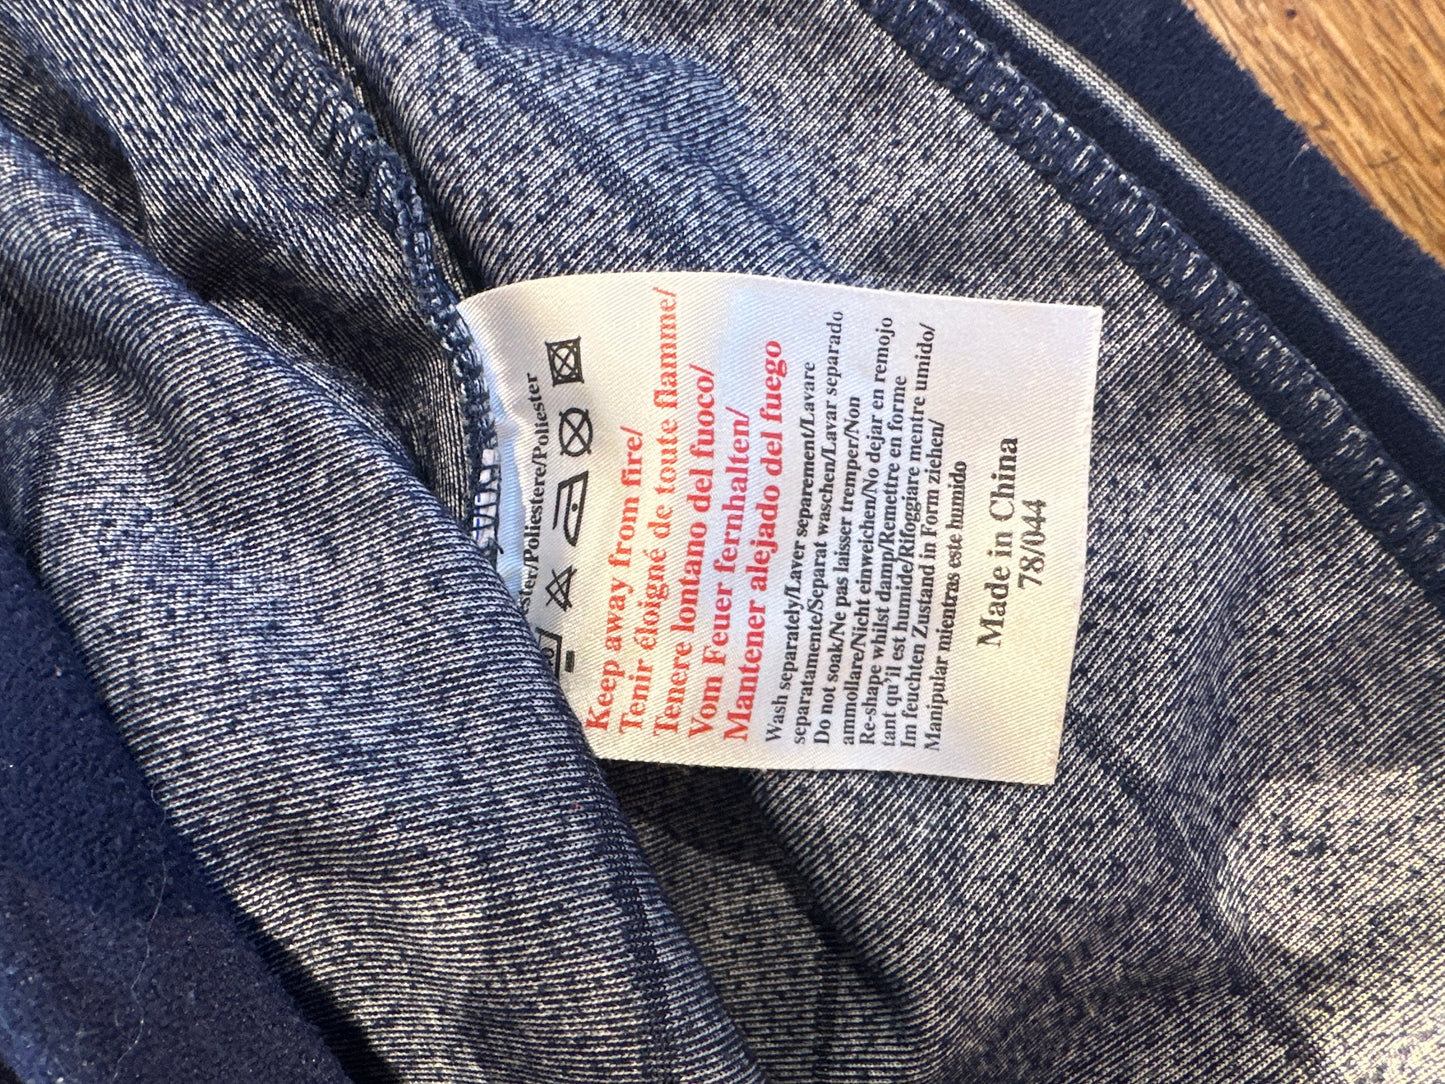 /Poliestere/Poliester
Keep away from fire/
Tenir éloigné de toute flamme/
Tenere lontano del fuoco/
Vom Feuer fernhalten/
Mantener alejado del fuego
Wash separately/Laver separement/Lavare
separatamente/Separat waschen/Lavar separado
Do not soak/Ne pas laisser tremper/Non
ammollare/Nicht einweichen/No dejar en remojo
Re-shape whilst damp/Remettre en forme
tant qu'il est humide/Rifoggiare mentre umido/
Im feuchten Zustand in Form ziehen/
Manipular mientras este humido
Made in China
78/044